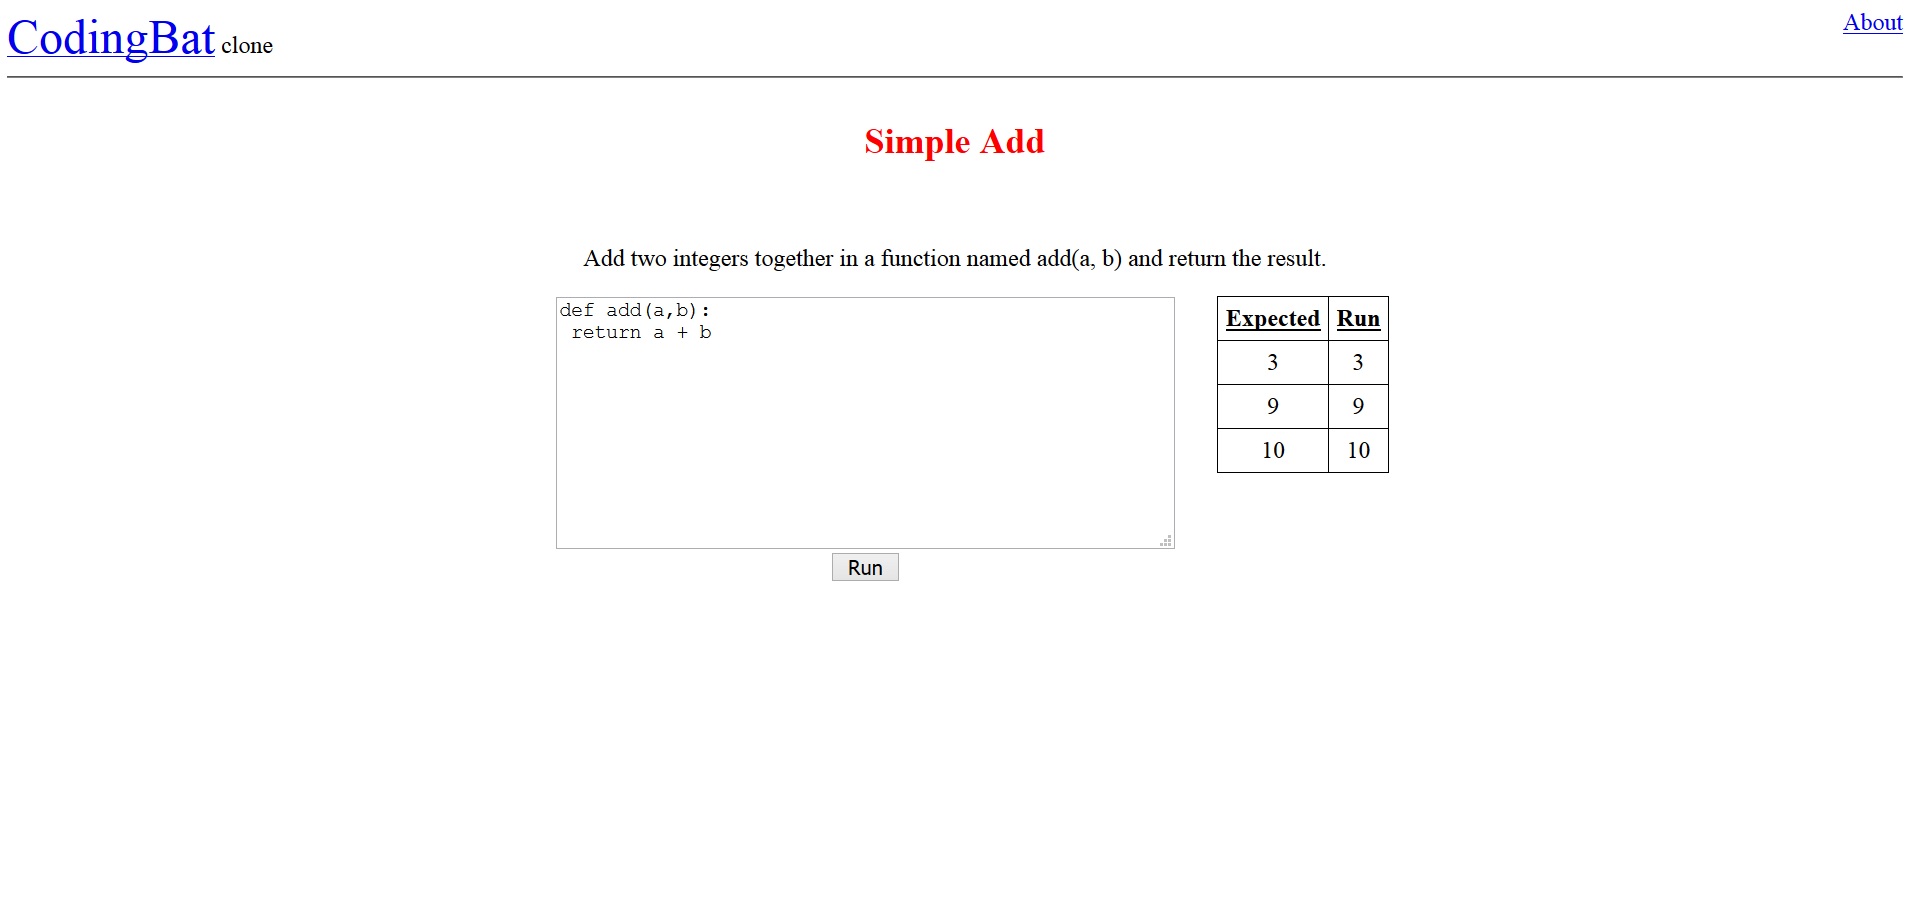 CodingBat clone
About
Simple Add
Add two integers together in a function named add(a, b) and return the result.
def add(a,b):
 return a + b
Expected Run
3 3
9 9
10 10
Run